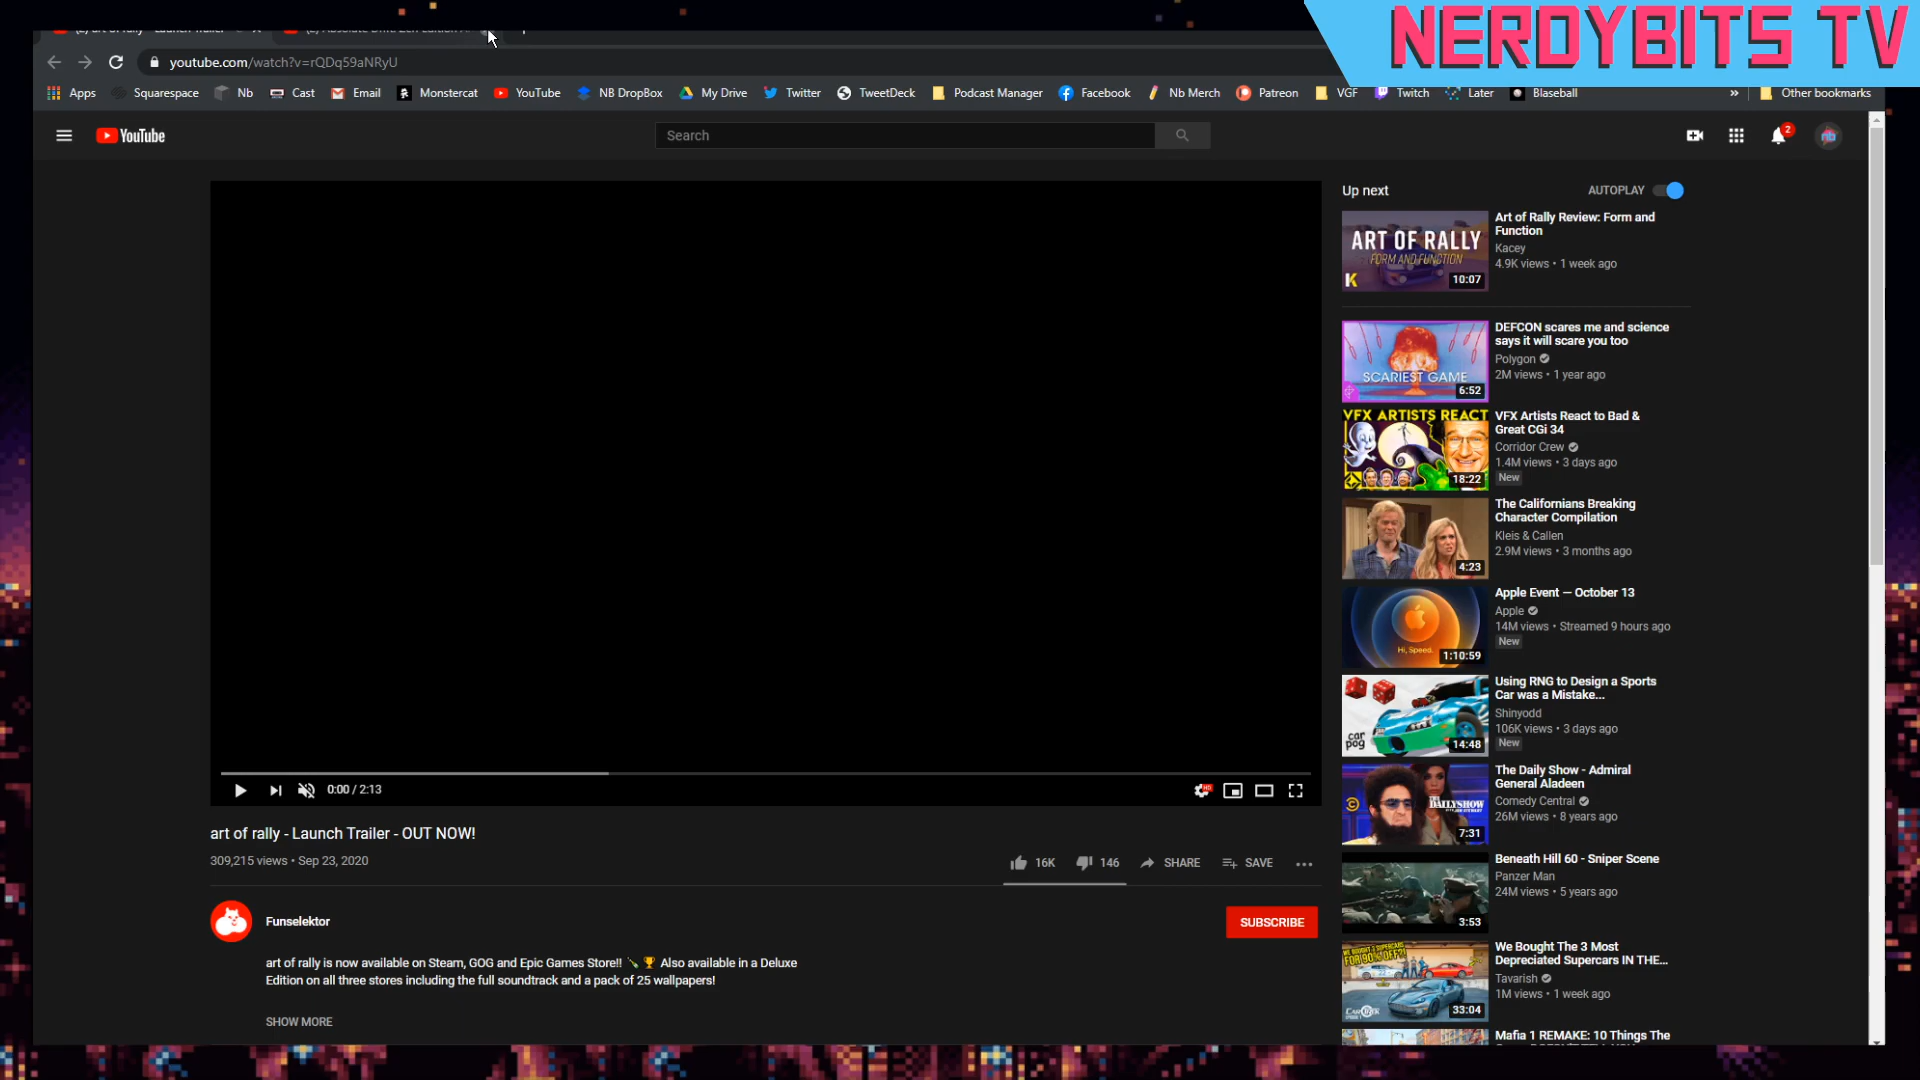 NERDYBITS TV
youtube.com/watch?v=rQDq59aNRyU
Apps Squarespace Nb Cast Email Monstercat YouTube NB DropBox My Drive Twitter TweetDeck Podcast Manager Facebook Nb Merch Patreon VGF Twitch Later Blaseball » Other bookmarks
YouTube
Search
2
Up next
AUTOPLAY
ART OF RALLY
FORM AND FUNCTION
K
10:07
Art of Rally Review: Form and
Function
Kacey
4.9K views • 1 week ago
SCARIEST GAME
6:52
DEFCON scares me and science
says it will scare you too
Polygon
2M views • 1 year ago
VFX ARTISTS REACT
18:22
VFX Artists React to Bad &
Great CGi 34
Corridor Crew
1.4M views • 3 days ago
New
4:23
The Californians Breaking
Character Compilation
Kleis & Callen
2.9M views • 3 months ago
Hi, Speed.
1:10:59
Apple Event — October 13
Apple
14M views • Streamed 9 hours ago
New
car
pog
14:48
Using RNG to Design a Sports
Car was a Mistake...
Shinyodd
106K views • 3 days ago
New
7:31
The Daily Show - Admiral
General Aladeen
Comedy Central
26M views • 8 years ago
3:53
Beneath Hill 60 - Sniper Scene
Panzer Man
24M views • 5 years ago
WE BOUGHT 3 SUPERCARS
FOR 90% OFF?!
33:04
We Bought The 3 Most
Depreciated Supercars IN THE...
Tavarish
1M views • 1 week ago
Mafia 1 REMAKE: 10 Things The
0:00 / 2:13
HD
art of rally - Launch Trailer - OUT NOW!
309,215 views • Sep 23, 2020
16K 146 SHARE SAVE
Funselektor
SUBSCRIBE
art of rally is now available on Steam, GOG and Epic Games Store!! 🍾 🏆 Also available in a Deluxe
Edition on all three stores including the full soundtrack and a pack of 25 wallpapers!
SHOW MORE